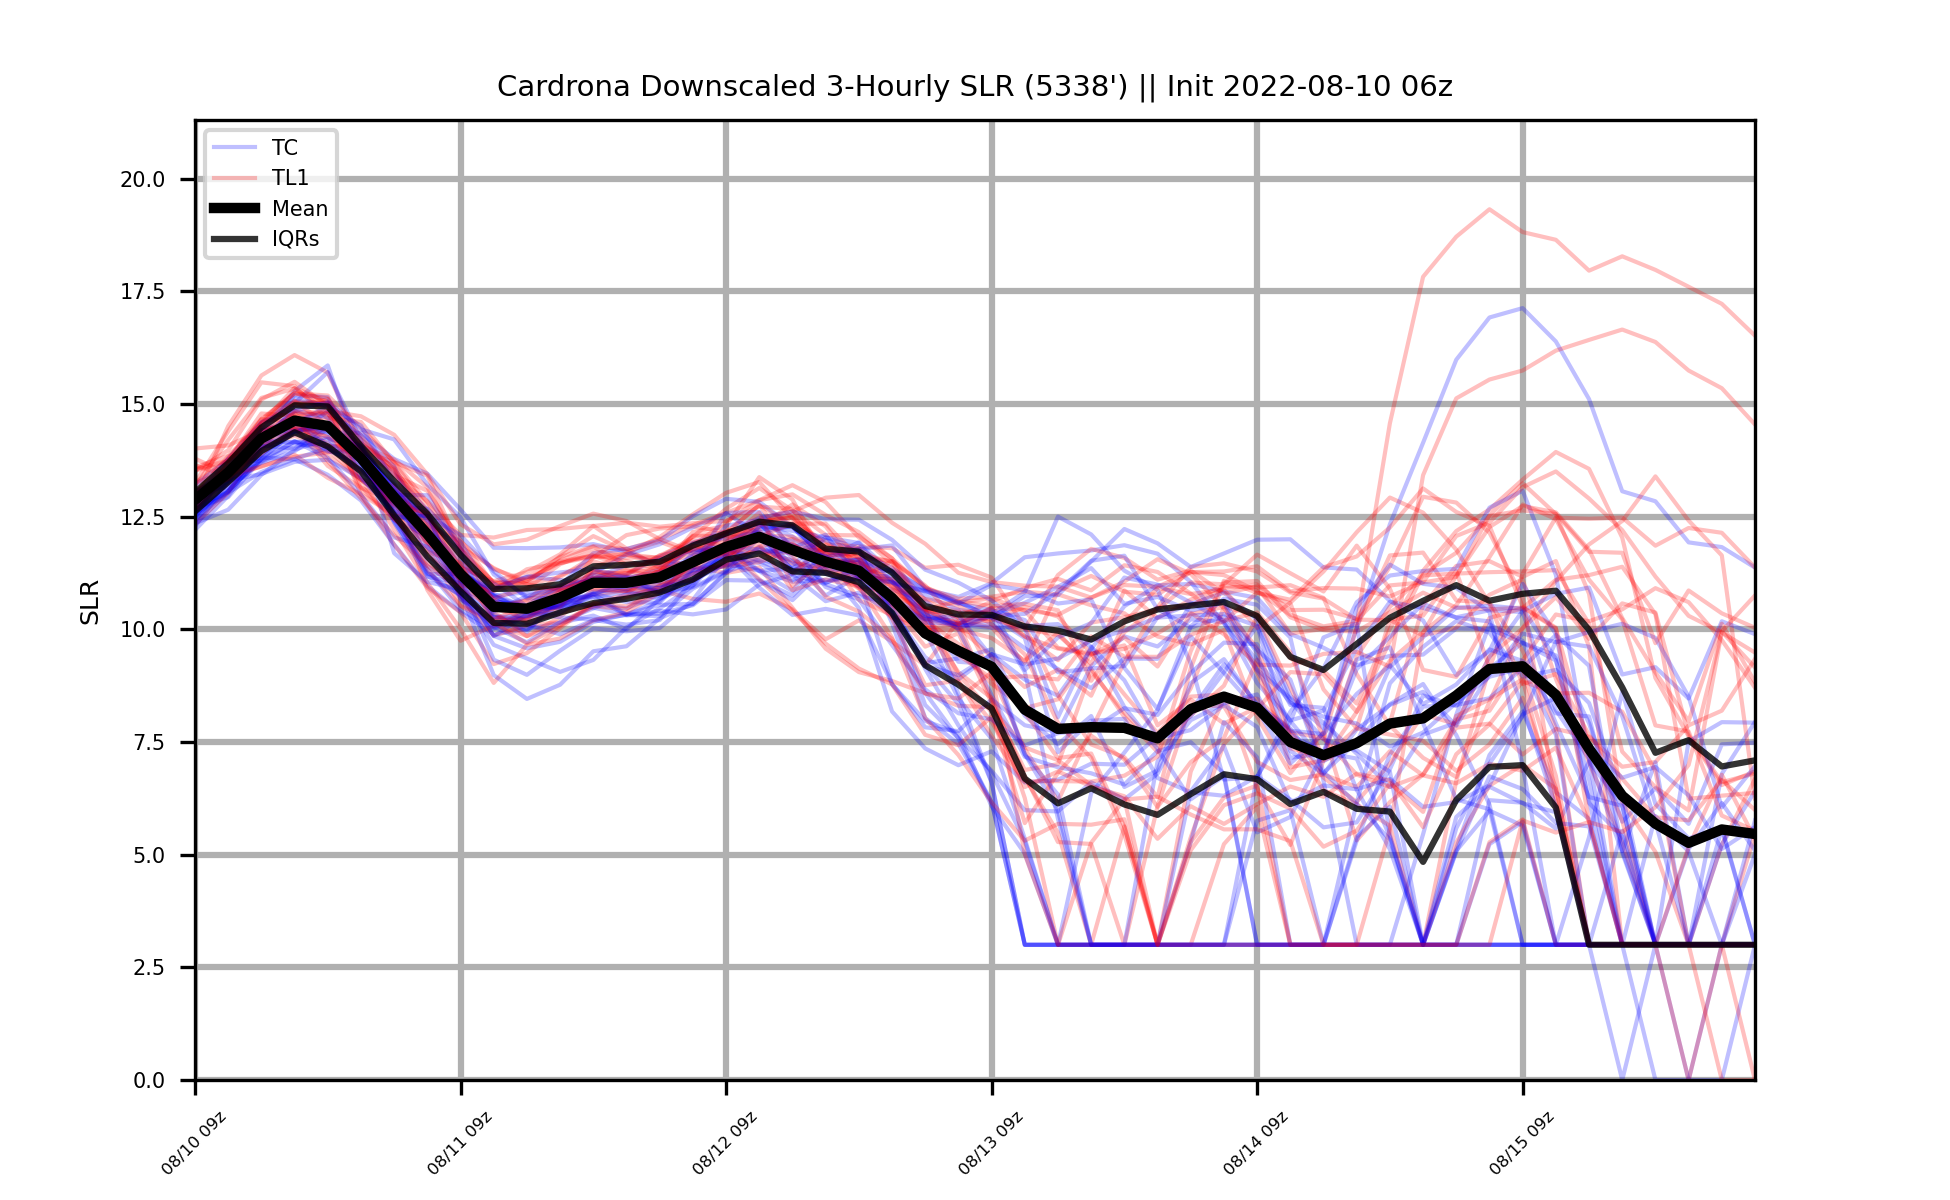 Cardrona Downscaled 3-Hourly SLR (5338') || Init 2022-08-10 06z
TC
TL1
Mean
IQRs
20.0
17.5
15.0
12.5
10.0
7.5
5.0
2.5
0.0
SLR
08/10 09z
08/11 09z
08/12 09z
08/13 09z
08/14 09z
08/15 09z